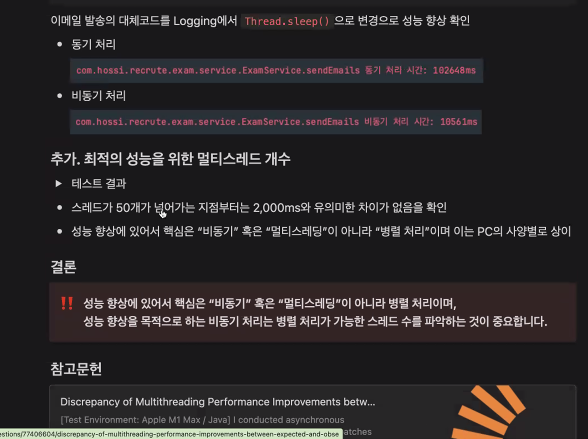 이메일 발송의 대체코드를 Logging에서 Thread.sleep() 으로 변경으로 성능 향상 확인
• 동기 처리
com.hossi.recrute.exam.service.ExamService.sendEmails 동기 처리 시간: 102648ms
• 비동기 처리
com.hossi.recrute.exam.service.ExamService.sendEmails 비동기 처리 시간: 10561ms
추가. 최적의 성능을 위한 멀티스레드 개수
▶ 테스트 결과
• 스레드가 50개가 넘어가는 지점부터는 2,000ms와 유의미한 차이가 없음을 확인
• 성능 향상에 있어서 핵심은 “비동기” 혹은 “멀티스레딩”이 아니라 “병렬 처리”이며 이는 PC의 사양별로 상이
결론
‼️ 성능 향상에 있어서 핵심은 “비동기” 혹은 “멀티스레딩”이 아니라 병렬 처리이며,
성능 향상을 목적으로 하는 비동기 처리는 병렬 처리가 가능한 스레드 수를 파악하는 것이 중요합니다.
참고문헌
Discrepancy of Multithreading Performance Improvements betw...
[Test Environment: Apple M1 Max / Java] I conducted asynchronous
atches
estions/77406604/discrepancy-of-multithreading-performance-improvements-between-expected-and-obse